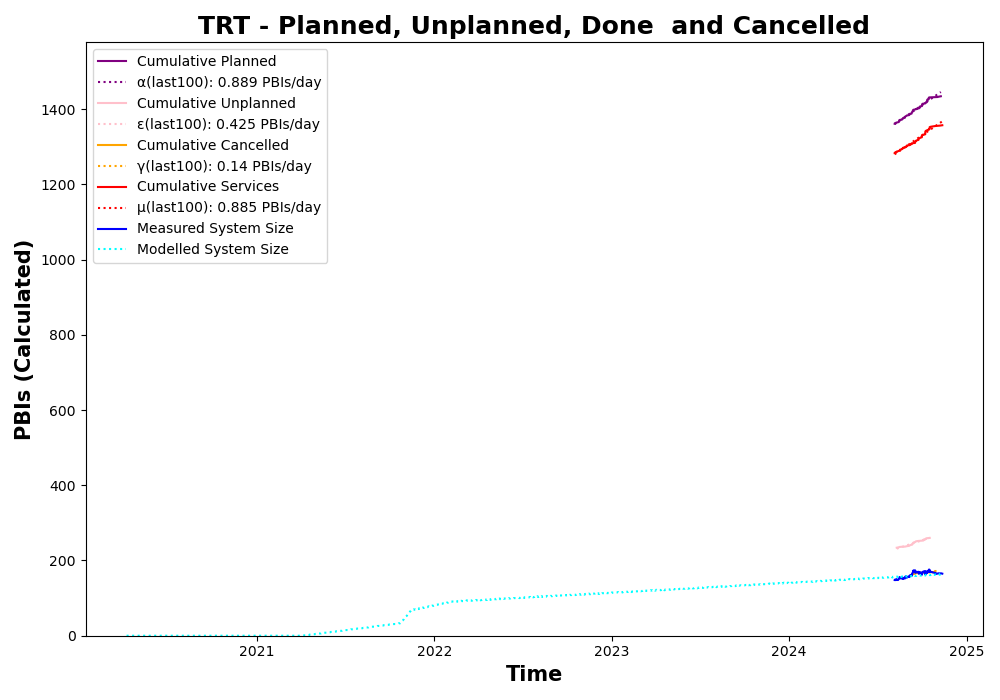 TRT - Planned, Unplanned, Done  and Cancelled
Cumulative Planned
α(last100): 0.889 PBIs/day
Cumulative Unplanned
ε(last100): 0.425 PBIs/day
Cumulative Cancelled
γ(last100): 0.14 PBIs/day
Cumulative Services
μ(last100): 0.885 PBIs/day
Measured System Size
Modelled System Size
PBIs (Calculated)
1400
1200
1000
800
600
400
200
0
2021
2022
2023
2024
2025
Time